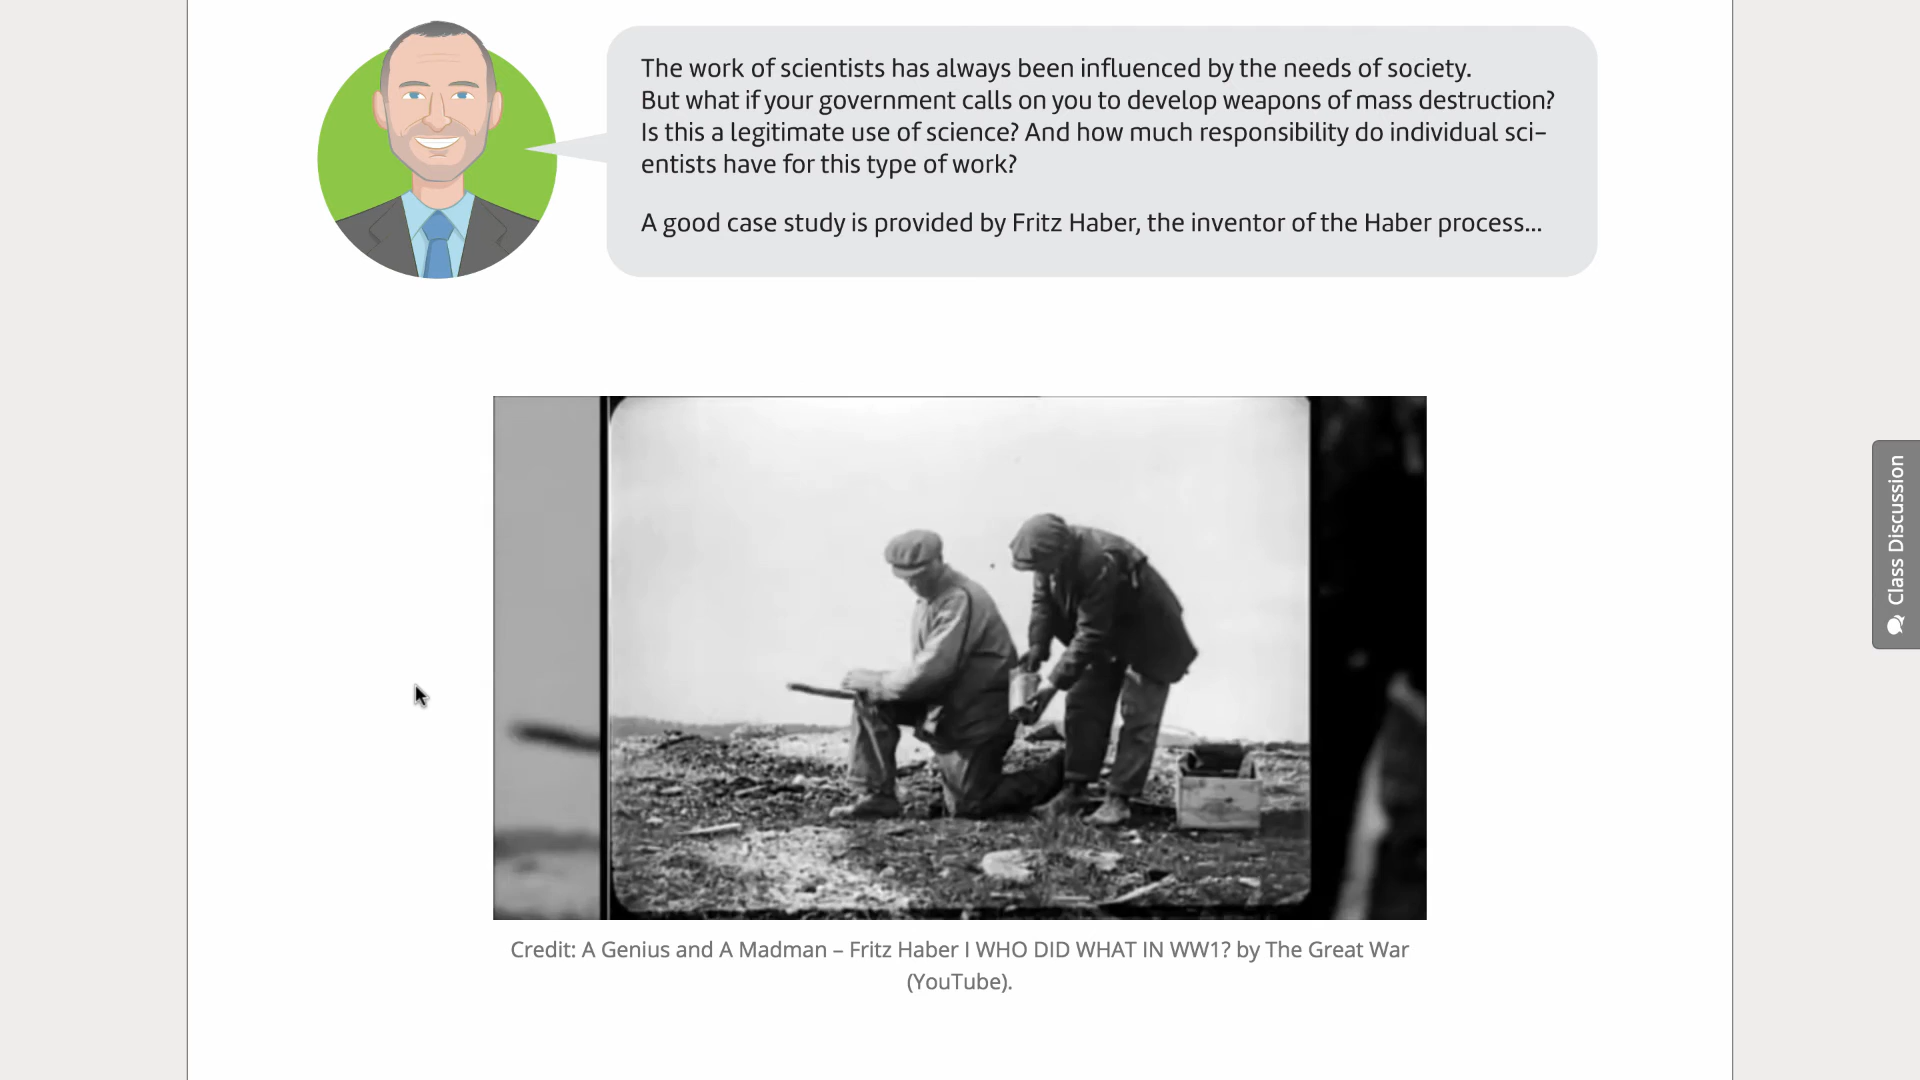 The work of scientists has always been influenced by the needs of society.
But what if your government calls on you to develop weapons of mass destruction?
Is this a legitimate use of science? And how much responsibility do individual sci-
entists have for this type of work?
A good case study is provided by Fritz Haber, the inventor of the Haber process...
Class Discussion
Credit: A Genius and A Madman – Fritz Haber I WHO DID WHAT IN WW1? by The Great War
(YouTube).